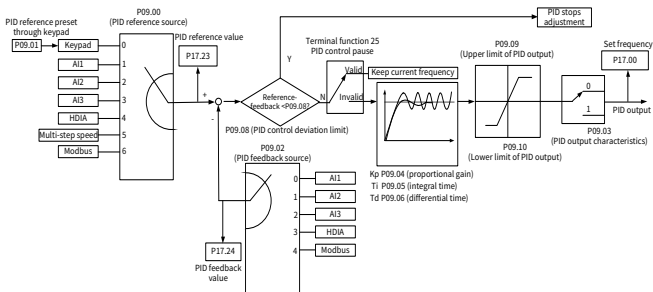 P09.00
(PID reference source)
PID reference preset
through keypad
P09.01
Keypad
0
AI1
1
AI2
2
AI3
3
HDIA
4
Multi-step speed
5
Modbus
6
PID reference value
P17.23
+
-
Y
Reference-
feedback <P09.08?
N
P09.08 (PID control deviation limit)
Terminal function 25
PID control pause
Valid
Invalid
PID stops
adjustment
Keep current frequency
Kp P09.04 (proportional gain)
Ti P09.05 (integral time)
Td P09.06 (differential time)
P09.09
(Upper limit of PID output)
P09.10
(Lower limit of PID output)
Set frequency
P17.00
0
1
PID output
P09.03
(PID output characteristics)
P09.02
(PID feedback source)
0
AI1
1
AI2
2
AI3
3
HDIA
4
Modbus
P17.24
PID feedback
value